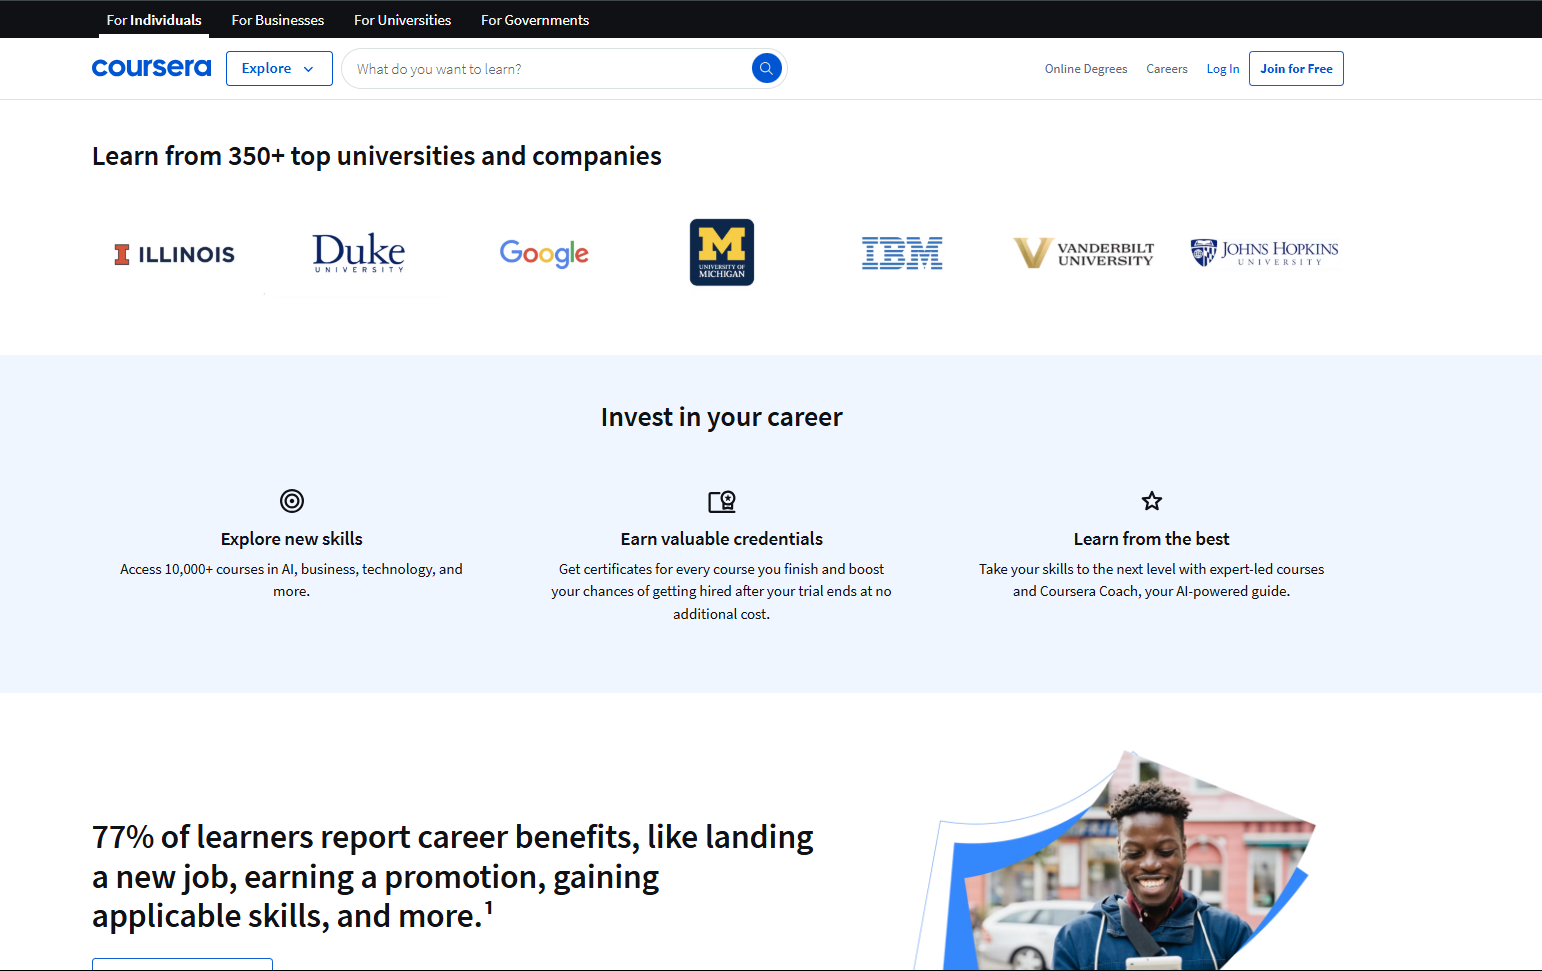 For Individuals
For Businesses
For Universities
For Governments
coursera
Explore
What do you want to learn?
Online Degrees
Careers
Log In
Join for Free
Learn from 350+ top universities and companies
I ILLINOIS
Duke
UNIVERSITY
Google
M
UNIVERSITY OF
MICHIGAN
IBM
V VANDERBILT
UNIVERSITY
JOHNS HOPKINS
UNIVERSITY
Invest in your career
Explore new skills
Access 10,000+ courses in AI, business, technology, and
more.
Earn valuable credentials
Get certificates for every course you finish and boost
your chances of getting hired after your trial ends at no
additional cost.
Learn from the best
Take your skills to the next level with expert-led courses
and Coursera Coach, your AI-powered guide.
77% of learners report career benefits, like landing
a new job, earning a promotion, gaining
applicable skills, and more.¹